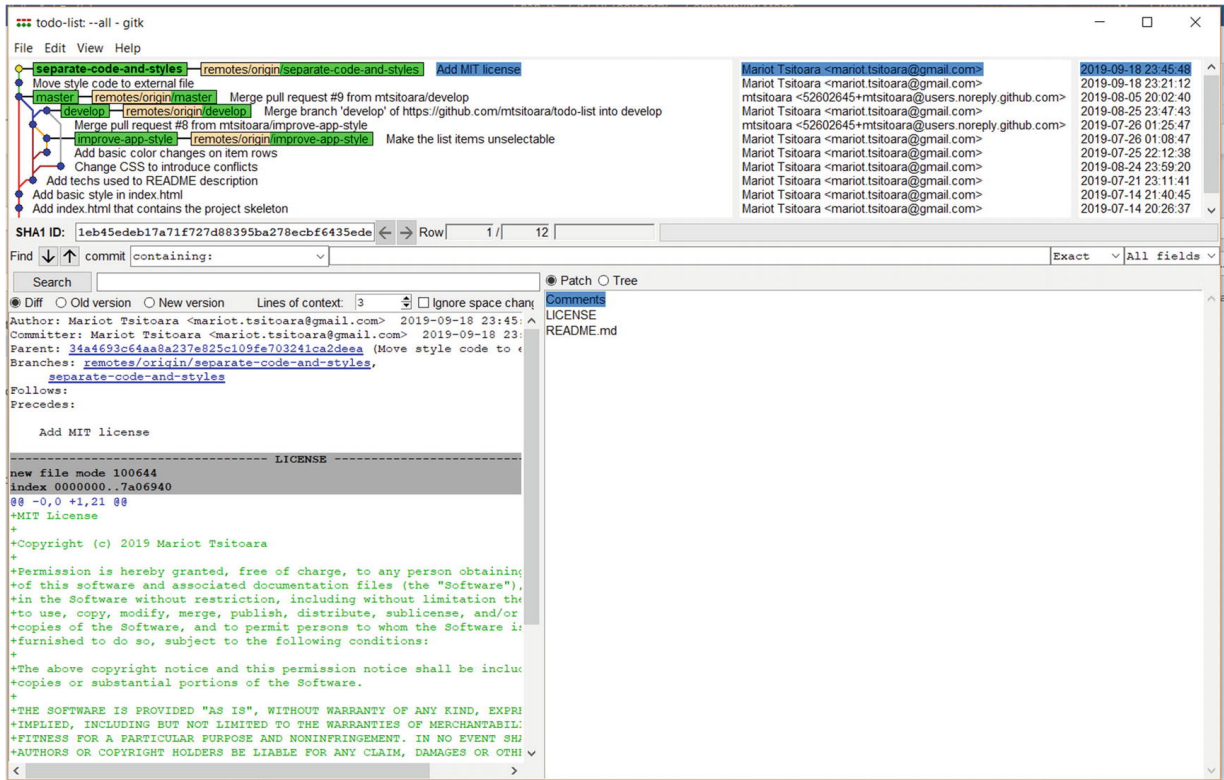 todo-list: --all - gitk
File Edit View Help
separate-code-and-styles remotes/origin/separate-code-and-styles Add MIT license Mariot Tsitoara <mariot.tsitoara@gmail.com> 2019-09-18 23:45:48
Move style code to external file Mariot Tsitoara <mariot.tsitoara@gmail.com> 2019-09-18 23:21:12
master remotes/origin/master Merge pull request #9 from mtsitoara/develop mtsitoara <52602645+mtsitoara@users.noreply.github.com> 2019-08-05 20:02:40
develop remotes/origin/develop Merge branch 'develop' of https://github.com/mtsitoara/todo-list into develop Mariot Tsitoara <mariot.tsitoara@gmail.com> 2019-08-25 23:47:43
Merge pull request #8 from mtsitoara/improve-app-style mtsitoara <52602645+mtsitoara@users.noreply.github.com> 2019-07-26 01:25:47
improve-app-style remotes/origin/improve-app-style Make the list items unselectable Mariot Tsitoara <mariot.tsitoara@gmail.com> 2019-07-26 01:08:47
Add basic color changes on item rows Mariot Tsitoara <mariot.tsitoara@gmail.com> 2019-07-25 22:12:38
Change CSS to introduce conflicts Mariot Tsitoara <mariot.tsitoara@gmail.com> 2019-08-24 23:59:20
Add techs used to README description Mariot Tsitoara <mariot.tsitoara@gmail.com> 2019-07-21 23:11:41
Add basic style in index.html Mariot Tsitoara <mariot.tsitoara@gmail.com> 2019-07-14 21:40:45
Add index.html that contains the project skeleton Mariot Tsitoara <mariot.tsitoara@gmail.com> 2019-07-14 20:26:37
SHA1 ID: 1eb45edeb17a71f727d88395ba278ecbf6435ede Row 1 / 12
Find commit containing: Exact All fields
Search Patch Tree
Diff Old version New version Lines of context: 3 Ignore space chang
Comments
LICENSE
README.md
Author: Mariot Tsitoara <mariot.tsitoara@gmail.com> 2019-09-18 23:45:
Committer: Mariot Tsitoara <mariot.tsitoara@gmail.com> 2019-09-18 23:
Parent: 34a4693c64aa8a237e825c109fe703241ca2deea (Move style code to e
Branches: remotes/origin/separate-code-and-styles,
separate-code-and-styles
Follows:
Precedes:
Add MIT license
---------------------------------- LICENSE -------------------------
new file mode 100644
index 0000000..7a06940
@@ -0,0 +1,21 @@
+MIT License
+
+Copyright (c) 2019 Mariot Tsitoara
+
+Permission is hereby granted, free of charge, to any person obtaining
+of this software and associated documentation files (the "Software"),
+in the Software without restriction, including without limitation the
+to use, copy, modify, merge, publish, distribute, sublicense, and/or
+copies of the Software, and to permit persons to whom the Software is
+furnished to do so, subject to the following conditions:
+
+The above copyright notice and this permission notice shall be includ
+copies or substantial portions of the Software.
+
+THE SOFTWARE IS PROVIDED "AS IS", WITHOUT WARRANTY OF ANY KIND, EXPR
+IMPLIED, INCLUDING BUT NOT LIMITED TO THE WARRANTIES OF MERCHANTABIL
+FITNESS FOR A PARTICULAR PURPOSE AND NONINFRINGEMENT. IN NO EVENT SHA
+AUTHORS OR COPYRIGHT HOLDERS BE LIABLE FOR ANY CLAIM, DAMAGES OR OTH